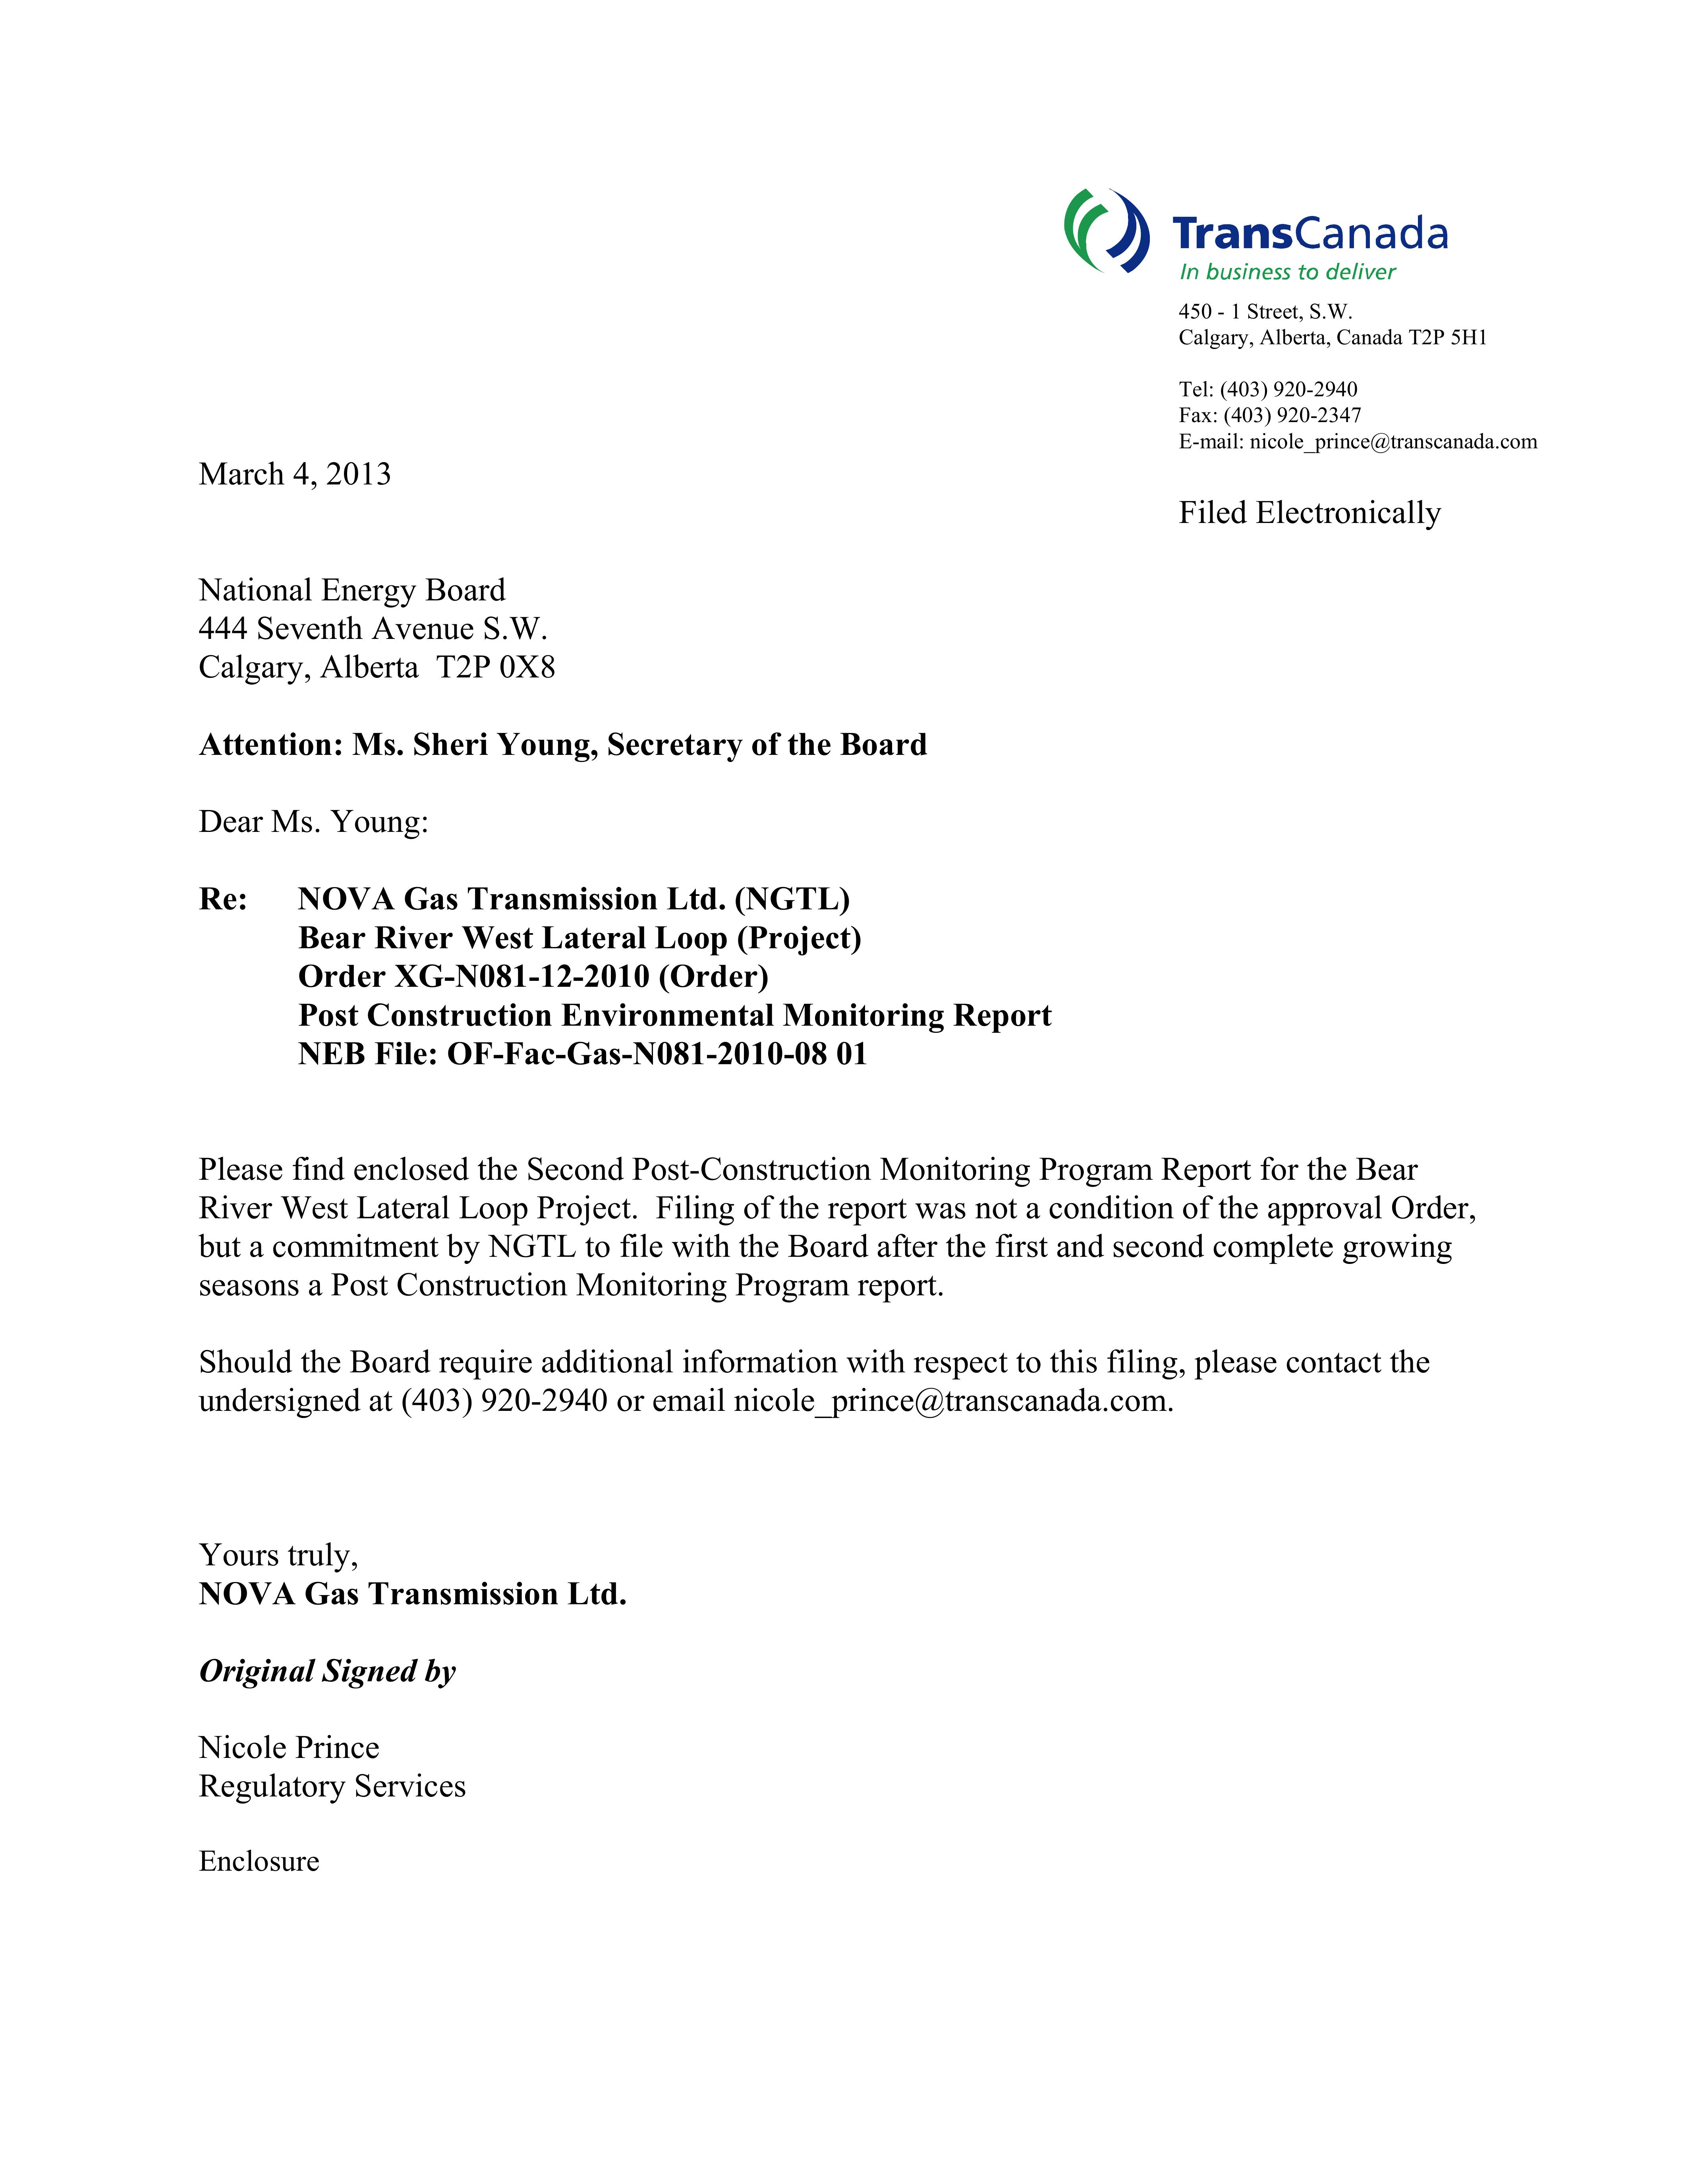 TransCanada
In business to deliver
450 - 1 Street, S.W.
Calgary, Alberta, Canada T2P 5H1
Tel: (403) 920-2940
Fax: (403) 920-2347
E-mail: nicole_prince@transcanada.com
March 4, 2013
Filed Electronically
National Energy Board
444 Seventh Avenue S.W.
Calgary, Alberta  T2P 0X8
Attention: Ms. Sheri Young, Secretary of the Board
Dear Ms. Young:
Re: NOVA Gas Transmission Ltd. (NGTL)
Bear River West Lateral Loop (Project)
Order XG-N081-12-2010 (Order)
Post Construction Environmental Monitoring Report
NEB File: OF-Fac-Gas-N081-2010-08 01
Please find enclosed the Second Post-Construction Monitoring Program Report for the Bear
River West Lateral Loop Project.  Filing of the report was not a condition of the approval Order,
but a commitment by NGTL to file with the Board after the first and second complete growing
seasons a Post Construction Monitoring Program report.
Should the Board require additional information with respect to this filing, please contact the
undersigned at (403) 920-2940 or email nicole_prince@transcanada.com.
Yours truly,
NOVA Gas Transmission Ltd.
Original Signed by
Nicole Prince
Regulatory Services
Enclosure